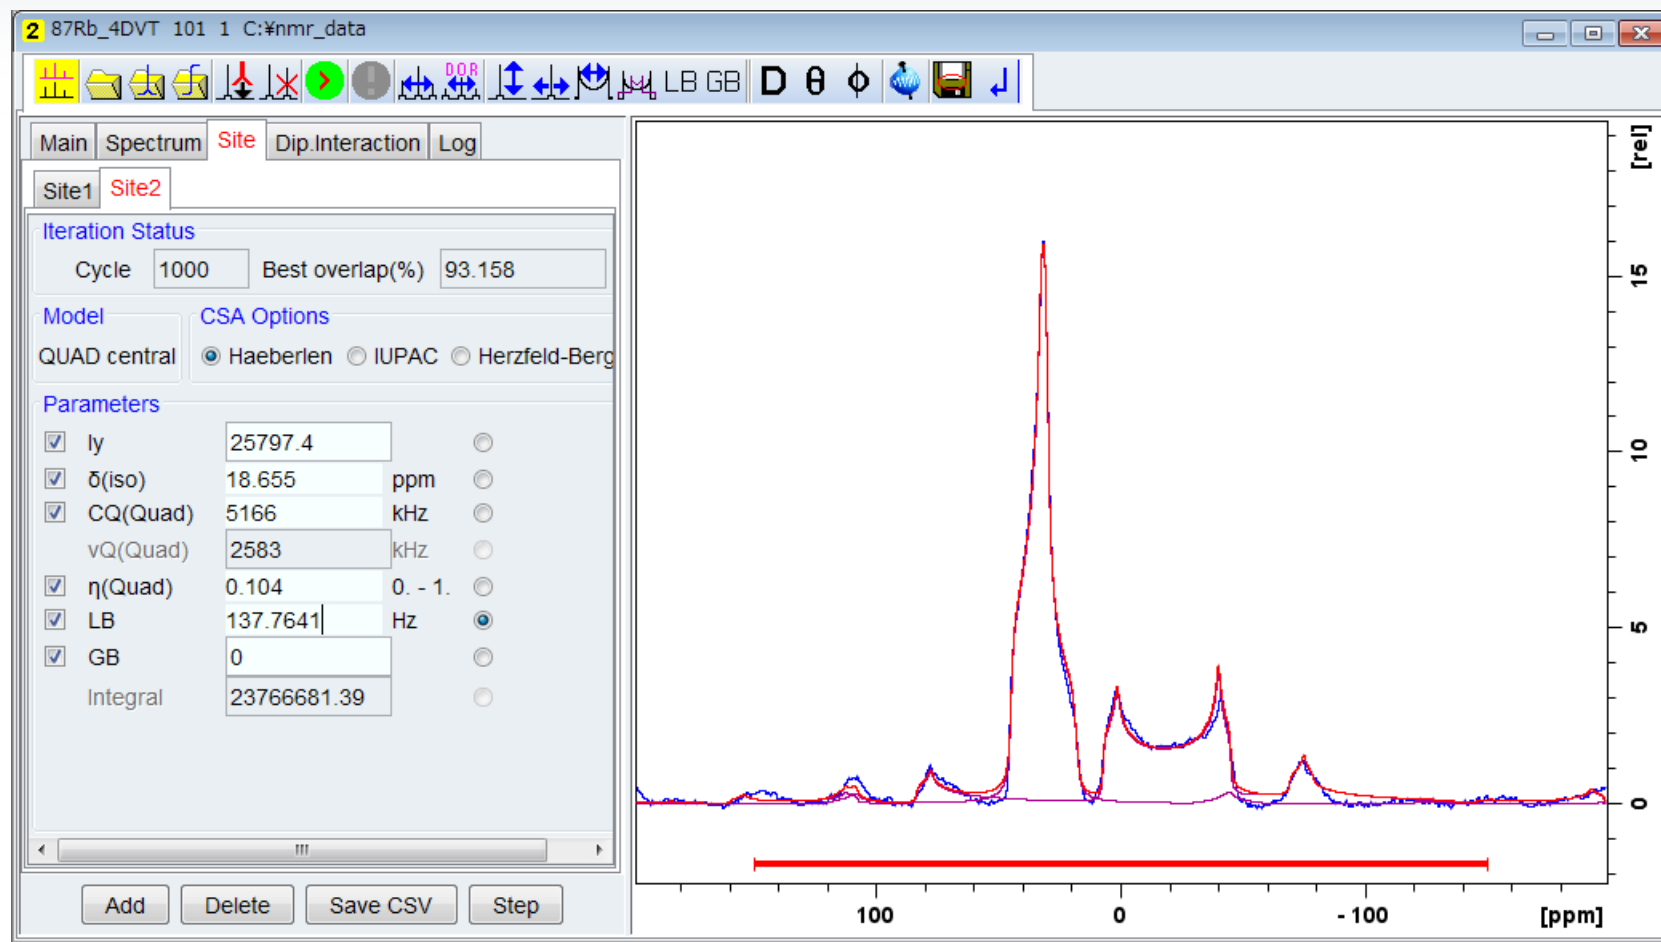 2 87Rb_4DVT 101 1 C:¥nmr_data
DOR LB GB D θ ϕ
Main Spectrum Site Dip.Interaction Log
Site1 Site2
Iteration Status
Cycle 1000 Best overlap(%) 93.158
Model CSA Options
QUAD central Haeberlen IUPAC Herzfeld-Berg
Parameters
Iy 25797.4
δ(iso) 18.655 ppm
CQ(Quad) 5166 kHz
vQ(Quad) 2583 kHz
η(Quad) 0.104 0. - 1.
LB 137.7641 Hz
GB 0
Integral 23766681.39
Add Delete Save CSV Step
[rel]
15
10
5
0
100 0 -100 [ppm]